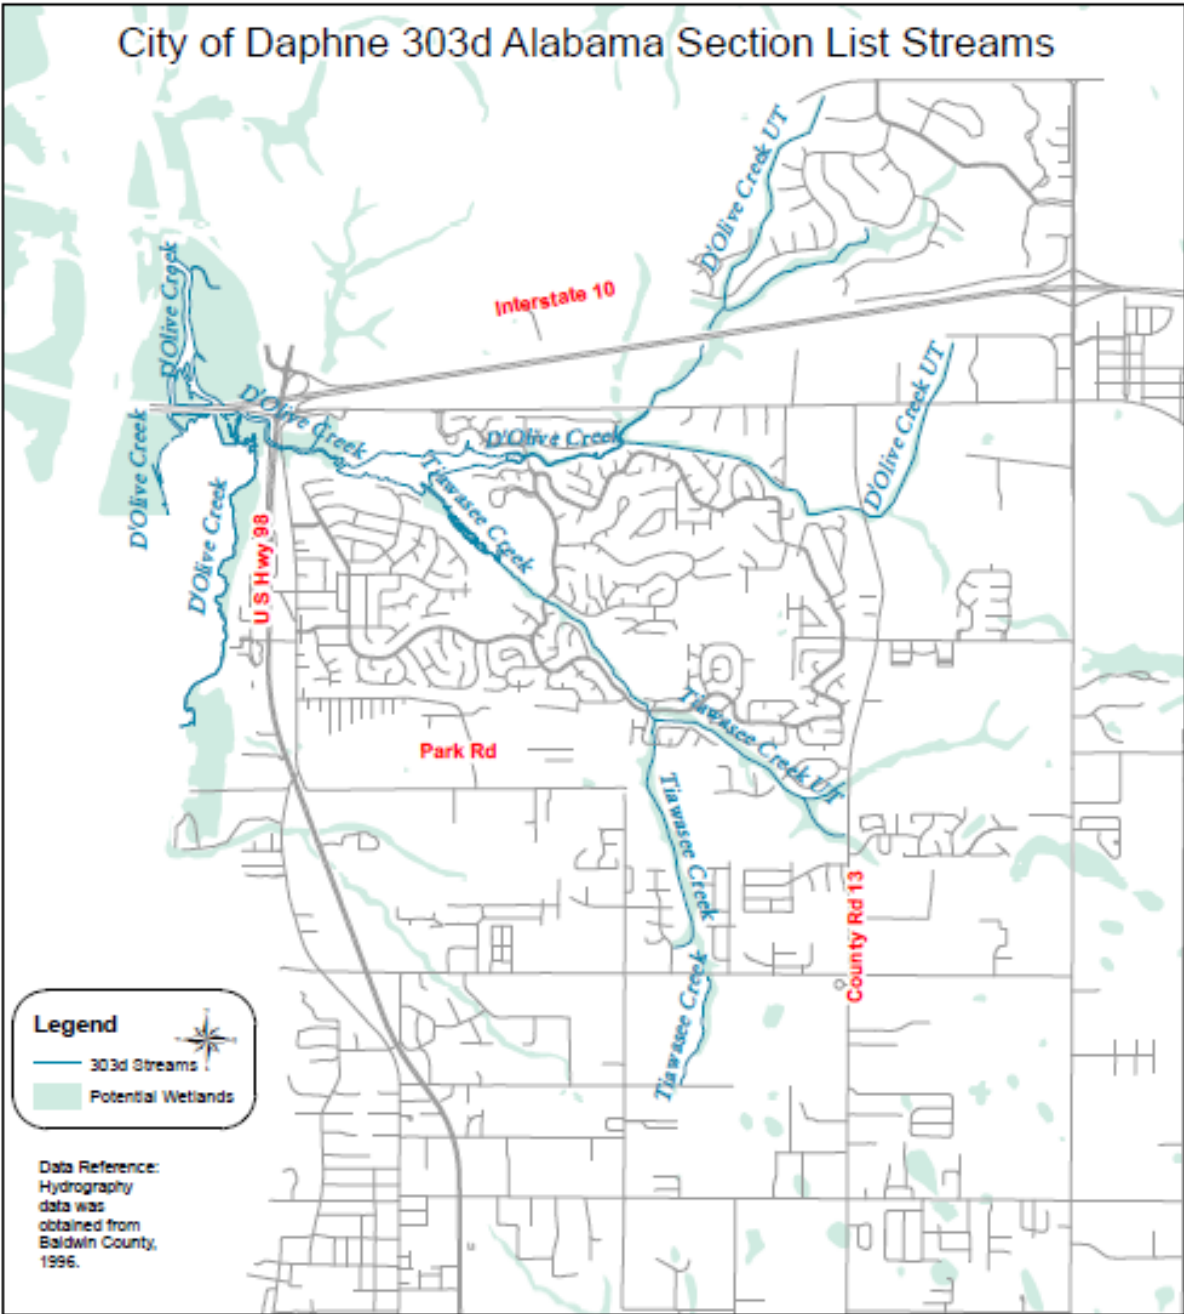 City of Daphne 303d Alabama Section List Streams
D'Olive Creek UT
D'Olive Creek
Interstate 10
D'Olive Creek UT
D'Olive Creek
D'Olive Creek
D'Olive Creek
Tiawasee Creek
D'Olive Creek
U S Hwy 98
Tiawasee Creek UT
Park Rd
Tiawasee Creek
County Rd 13
Tiawasee Creek
Legend
303d Streams
Potential Wetlands
Data Reference:
Hydrography
data was
obtained from
Baldwin County,
1996.